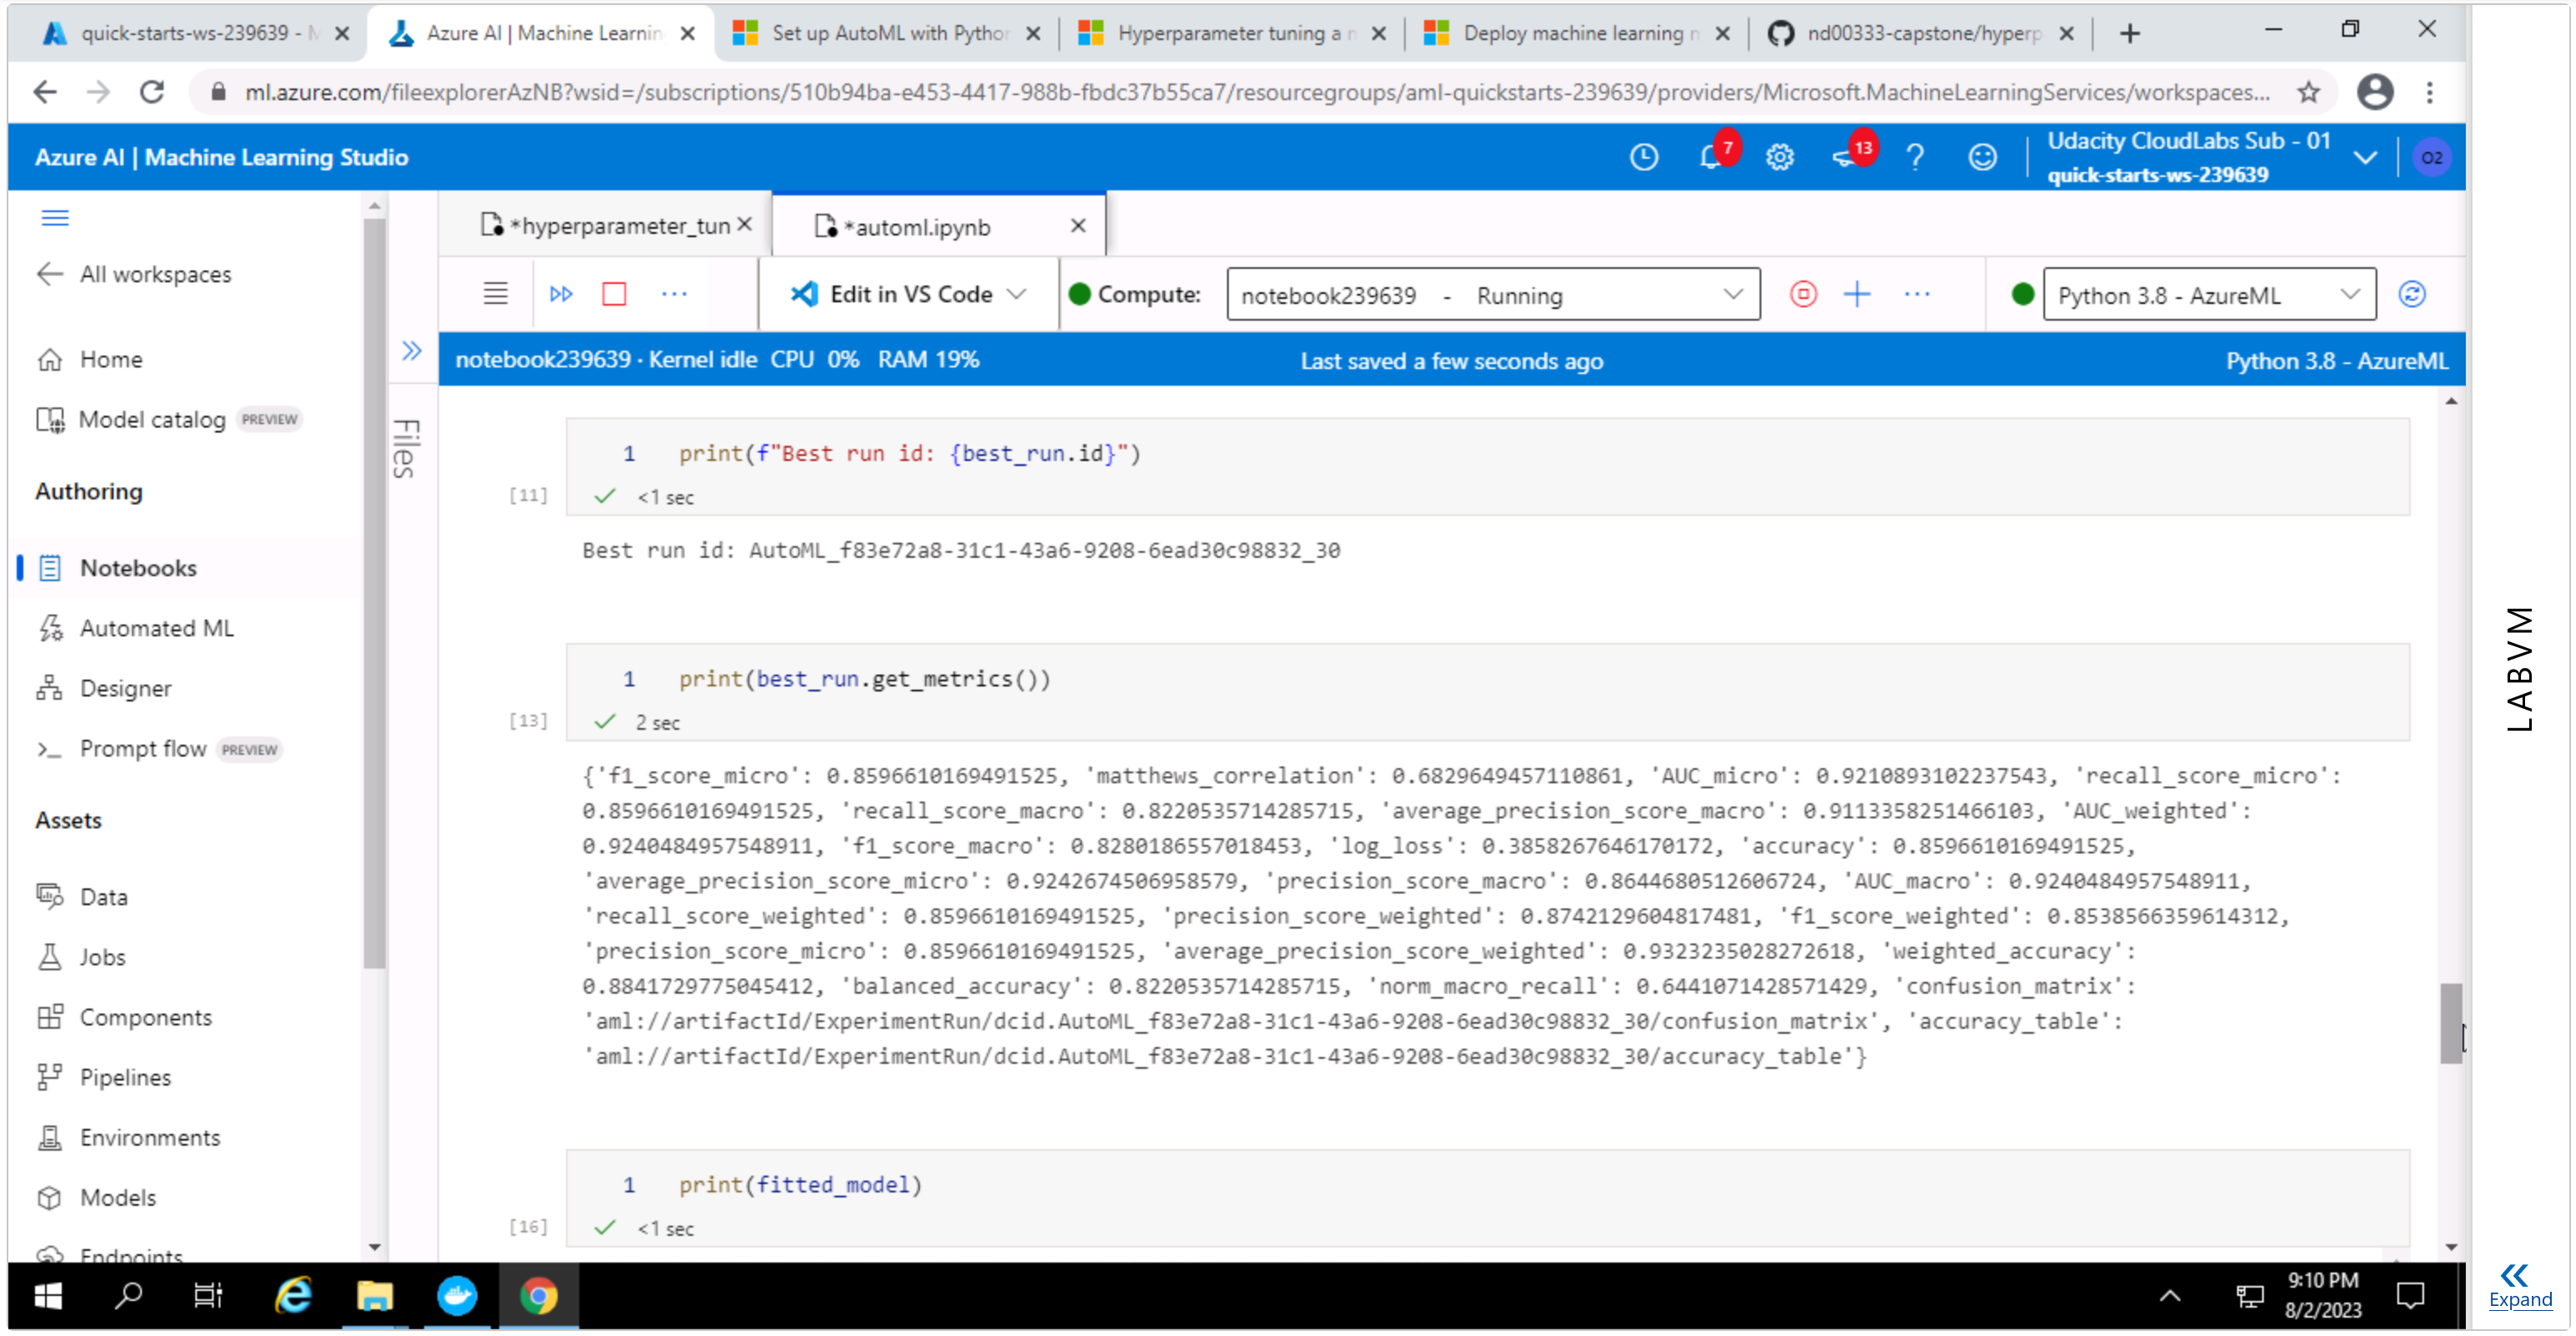 quick-starts-ws-239639 - M
Azure AI | Machine Learnin
Set up AutoML with Python
Hyperparameter tuning a m
Deploy machine learning m
nd00333-capstone/hyperp
ml.azure.com/fileexplorerAzNB?wsid=/subscriptions/510b94ba-e453-4417-988b-fbdc37b55ca7/resourcegroups/aml-quickstarts-239639/providers/Microsoft.MachineLearningServices/workspaces...
Azure AI | Machine Learning Studio
7
13
Udacity CloudLabs Sub - 01
quick-starts-ws-239639
O2
All workspaces
Home
Model catalog PREVIEW
Authoring
Notebooks
Automated ML
Designer
Prompt flow PREVIEW
Assets
Data
Jobs
Components
Pipelines
Environments
Models
Endpoints
Files
*hyperparameter_tun
*automl.ipynb
Edit in VS Code
Compute:
notebook239639 - Running
Python 3.8 - AzureML
notebook239639 · Kernel idle CPU 0% RAM 19%
Last saved a few seconds ago
Python 3.8 - AzureML
1 print(f"Best run id: {best_run.id}")
[11] <1 sec
Best run id: AutoML_f83e72a8-31c1-43a6-9208-6ead30c98832_30
1 print(best_run.get_metrics())
[13] 2 sec
{'f1_score_micro': 0.8596610169491525, 'matthews_correlation': 0.6829649457110861, 'AUC_micro': 0.9210893102237543, 'recall_score_micro':
0.8596610169491525, 'recall_score_macro': 0.8220535714285715, 'average_precision_score_macro': 0.9113358251466103, 'AUC_weighted':
0.9240484957548911, 'f1_score_macro': 0.8280186557018453, 'log_loss': 0.3858267646170172, 'accuracy': 0.8596610169491525,
'average_precision_score_micro': 0.9242674506958579, 'precision_score_macro': 0.8644680512606724, 'AUC_macro': 0.9240484957548911,
'recall_score_weighted': 0.8596610169491525, 'precision_score_weighted': 0.8742129604817481, 'f1_score_weighted': 0.8538566359614312,
'precision_score_micro': 0.8596610169491525, 'average_precision_score_weighted': 0.9323235028272618, 'weighted_accuracy':
0.8841729775045412, 'balanced_accuracy': 0.8220535714285715, 'norm_macro_recall': 0.6441071428571429, 'confusion_matrix':
'aml://artifactId/ExperimentRun/dcid.AutoML_f83e72a8-31c1-43a6-9208-6ead30c98832_30/confusion_matrix', 'accuracy_table':
'aml://artifactId/ExperimentRun/dcid.AutoML_f83e72a8-31c1-43a6-9208-6ead30c98832_30/accuracy_table'}
1 print(fitted_model)
[16] <1 sec
LABVM
Expand
9:10 PM
8/2/2023